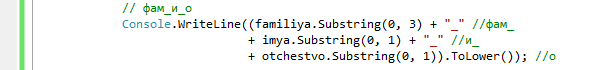 // фам_и_о
Console.WriteLine((familiya.Substring(0, 3) + "_" //фам_
+ imya.Substring(0, 1) + "_" //и_
+ otchestvo.Substring(0, 1)).ToLower()); //о